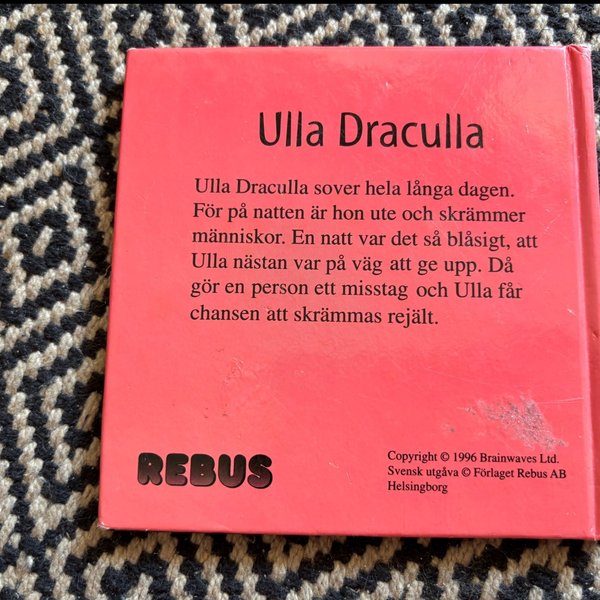 Ulla Draculla
Ulla Draculla sover hela långa dagen.
För på natten är hon ute och skrämmer
människor. En natt var det så blåsigt, att
Ulla nästan var på väg att ge upp. Då
gör en person ett misstag och Ulla får
chansen att skrämmas rejält.
REBUS
Copyright © 1996 Brainwaves Ltd.
Svensk utgåva © Förlaget Rebus AB
Helsingborg